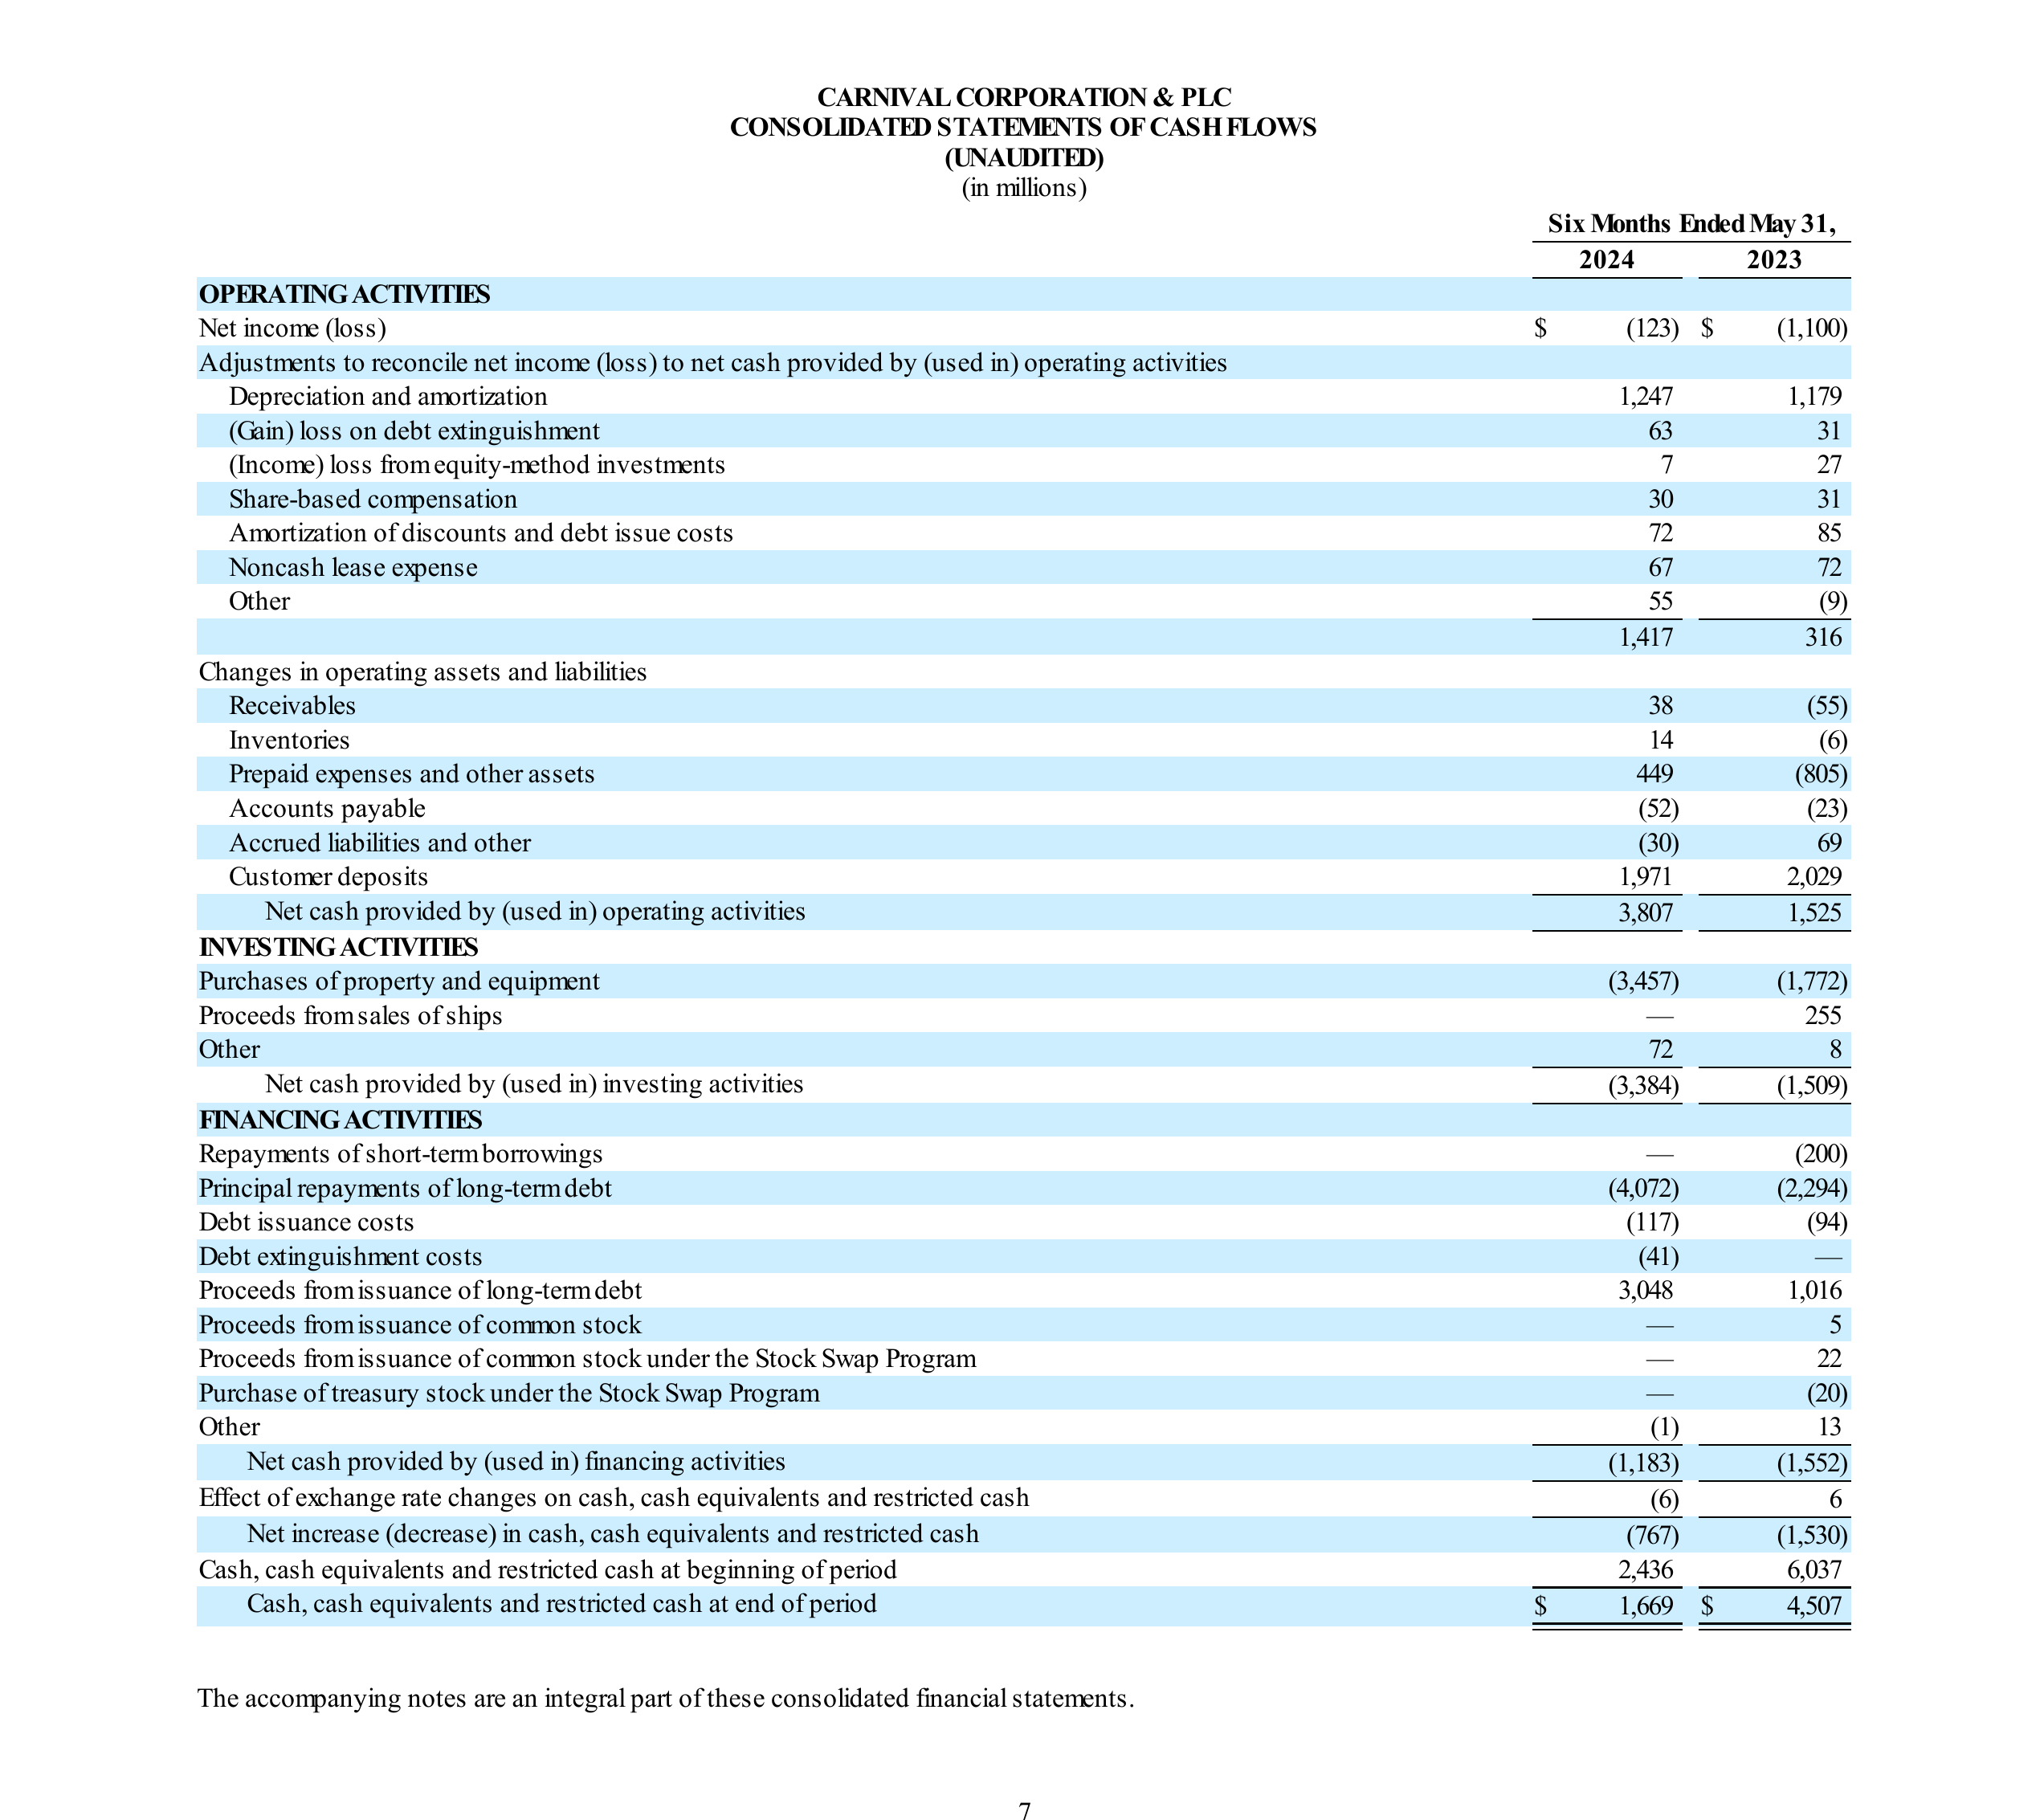 CARNIVAL CORPORATION & PLC
CONSOLIDATED STATEMENTS OF CASH FLOWS
(UNAUDITED)
(in millions)
Six Months Ended May 31,
2024 2023
OPERATING ACTIVITIES
Net income (loss) $ (123) $ (1,100)
Adjustments to reconcile net income (loss) to net cash provided by (used in) operating activities
Depreciation and amortization 1,247 1,179
(Gain) loss on debt extinguishment 63 31
(Income) loss from equity-method investments 7 27
Share-based compensation 30 31
Amortization of discounts and debt issue costs 72 85
Noncash lease expense 67 72
Other 55 (9)
1,417 316
Changes in operating assets and liabilities
Receivables 38 (55)
Inventories 14 (6)
Prepaid expenses and other assets 449 (805)
Accounts payable (52) (23)
Accrued liabilities and other (30) 69
Customer deposits 1,971 2,029
Net cash provided by (used in) operating activities 3,807 1,525
INVESTING ACTIVITIES
Purchases of property and equipment (3,457) (1,772)
Proceeds from sales of ships — 255
Other 72 8
Net cash provided by (used in) investing activities (3,384) (1,509)
FINANCING ACTIVITIES
Repayments of short-term borrowings — (200)
Principal repayments of long-term debt (4,072) (2,294)
Debt issuance costs (117) (94)
Debt extinguishment costs (41) —
Proceeds from issuance of long-term debt 3,048 1,016
Proceeds from issuance of common stock — 5
Proceeds from issuance of common stock under the Stock Swap Program — 22
Purchase of treasury stock under the Stock Swap Program — (20)
Other (1) 13
Net cash provided by (used in) financing activities (1,183) (1,552)
Effect of exchange rate changes on cash, cash equivalents and restricted cash (6) 6
Net increase (decrease) in cash, cash equivalents and restricted cash (767) (1,530)
Cash, cash equivalents and restricted cash at beginning of period 2,436 6,037
Cash, cash equivalents and restricted cash at end of period $ 1,669 $ 4,507
The accompanying notes are an integral part of these consolidated financial statements.
7